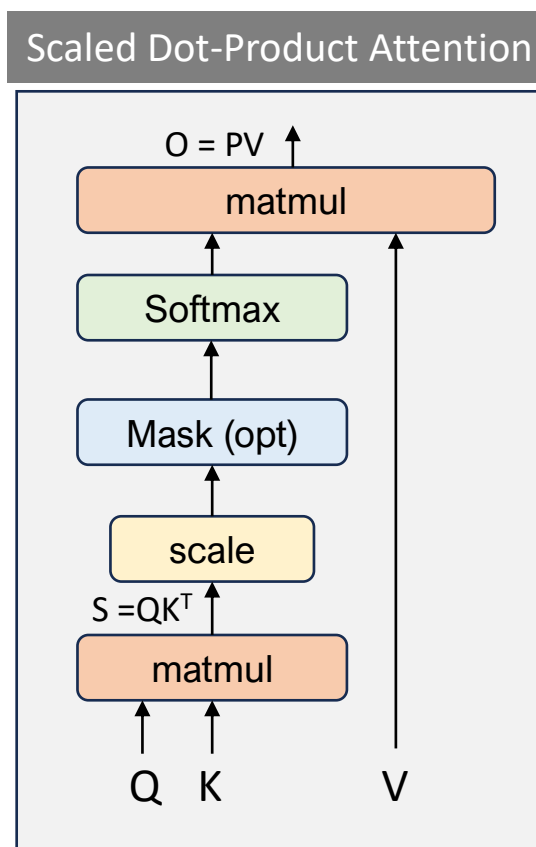 Scaled Dot-Product Attention
O = PV
matmul
Softmax
Mask (opt)
scale
S =QKᵀ
matmul
Q K V